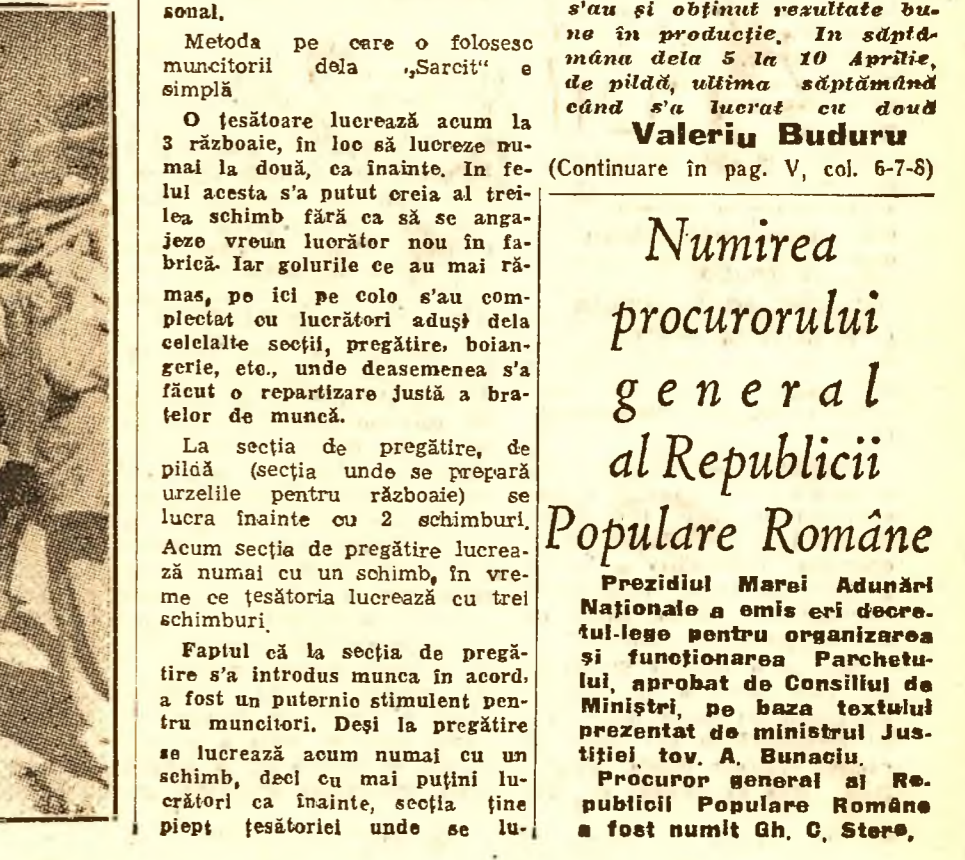 sonal.
Metoda pe care o folosesc
muncitorii dela „Sarcit“ e
simplă
O țesătoare lucrează acum la
3 războaie, în loc să lucreze nu-
mai la două, ca înainte. In fe-
lul acesta s'a putut creia al trei-
lea schimb fără ca să se anga-
jeze vreun lucrător nou în fa-
brică. Iar golurile ce au mai ră-
mas, pe ici pe colo s'au com-
plectat cu lucrători aduși dela
celelalte secții, pregătire, boian-
gerie, etc., unde deasemenea s'a
făcut o repartizare justă a bra-
țelor de muncă.
La secția de pregătire, de
pildă (secția unde se prepară
urzelile pentru războaie) se
lucra înainte cu 2 schimburi.
Acum secția de pregătire lucrea-
ză numai cu un schimb, în vre-
me ce țesătoria lucrează cu trei
schimburi.
Faptul că la secția de pregă-
tire s'a introdus munca în acord,
a fost un puternic stimulent pen-
tru muncitori. Deși la pregătire
se lucrează acum numai cu un
schimb, deci cu mai puțini lu-
crători ca înainte, secția ține
piept țesătoriei unde se lu-
s'au și obținut rezultate bu-
ne în producție. In săptă-
mâna dela 5 la 10 Aprilie,
de pildă, ultima săptămână
când s'a lucrat cu două
Valeriu Buduru
(Continuare în pag. V, col. 6-7-8)
Numirea
procurorului
general
al Republicii
Populare Române
Prezidiul Marei Adunări
Naționale a emis eri decre-
tul-lege pentru organizarea
și funcționarea Parchetu-
lui, aprobat de Consiliul de
Miniștri, pe baza textului
prezentat de ministrul Jus-
tiției, tov. A. Bunaciu.
Procuror general al Re-
publicii Populare Române
a fost numit Gh. C. Stere.